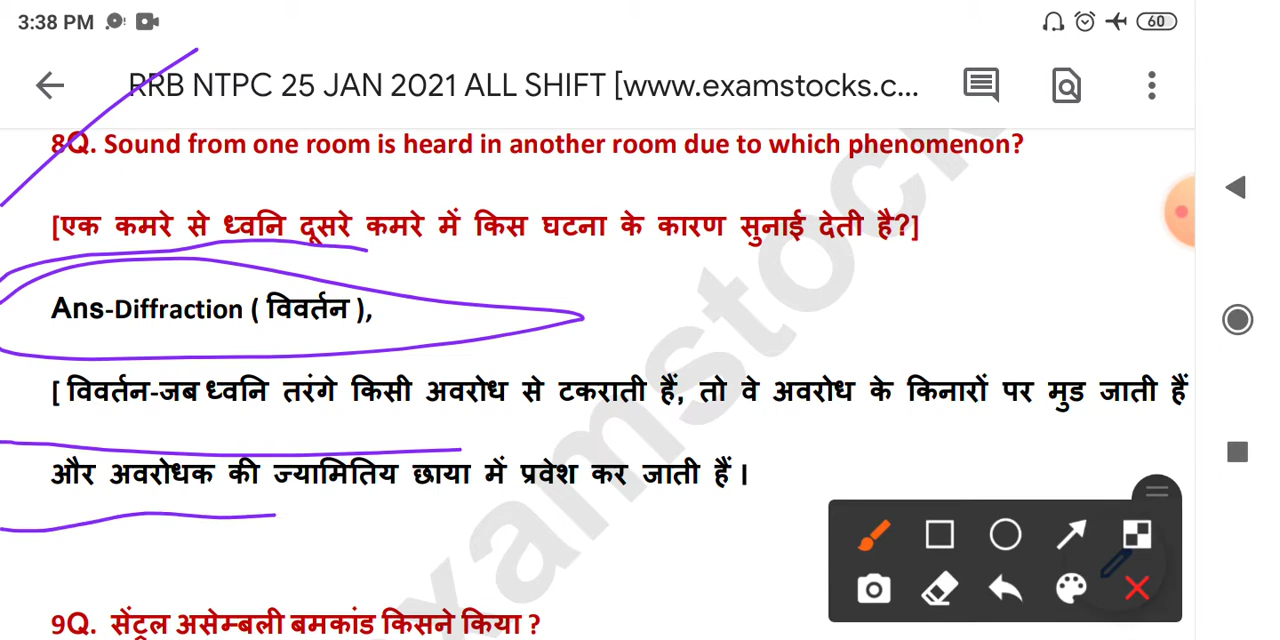 3:38 PM
60
RRB NTPC 25 JAN 2021 ALL SHIFT [www.examstocks.c...
8Q. Sound from one room is heard in another room due to which phenomenon?
[एक कमरे से ध्वनि दूसरे कमरे में किस घटना के कारण सुनाई देती है?]
Ans-Diffraction ( विवर्तन ),
[ विवर्तन-जब ध्वनि तरंगे किसी अवरोध से टकराती हैं, तो वे अवरोध के किनारों पर मुड जाती हैं
और अवरोधक की ज्यामितिय छाया में प्रवेश कर जाती हैं ।
9Q. सेंट्रल असेम्बली बमकांड किसने किया ?
examstock